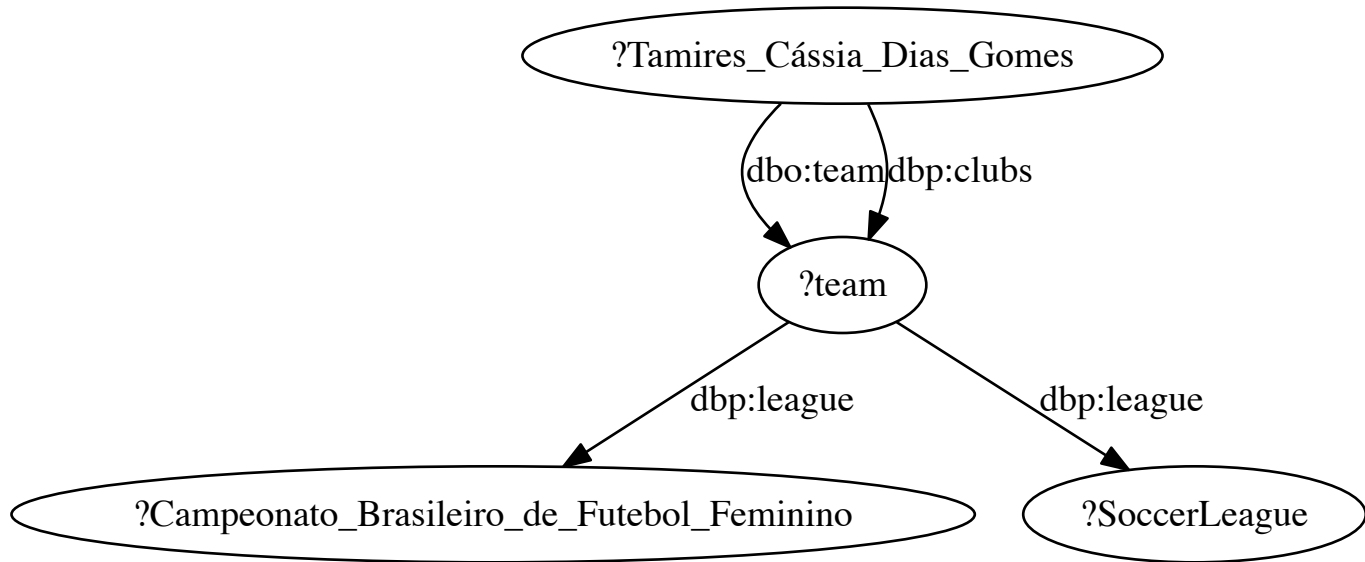 ?Tamires_Cássia_Dias_Gomes
dbo:team
dbp:clubs
?team
dbp:league
dbp:league
?Campeonato_Brasileiro_de_Futebol_Feminino
?SoccerLeague